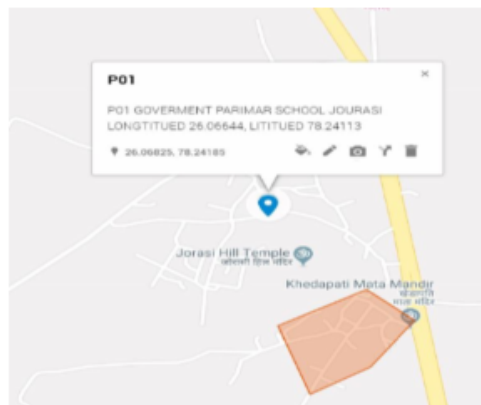 P01
P01 GOVERMENT PARIMAR SCHOOL JOURASI
LONGTITUED 26.06644, LITITUED 78.24113
26.06825, 78.24185
Jorasi Hill Temple
जोरासी हिल मंदिर
Khedapati Mata Mandir
खेड़ापति
माता मंदिर